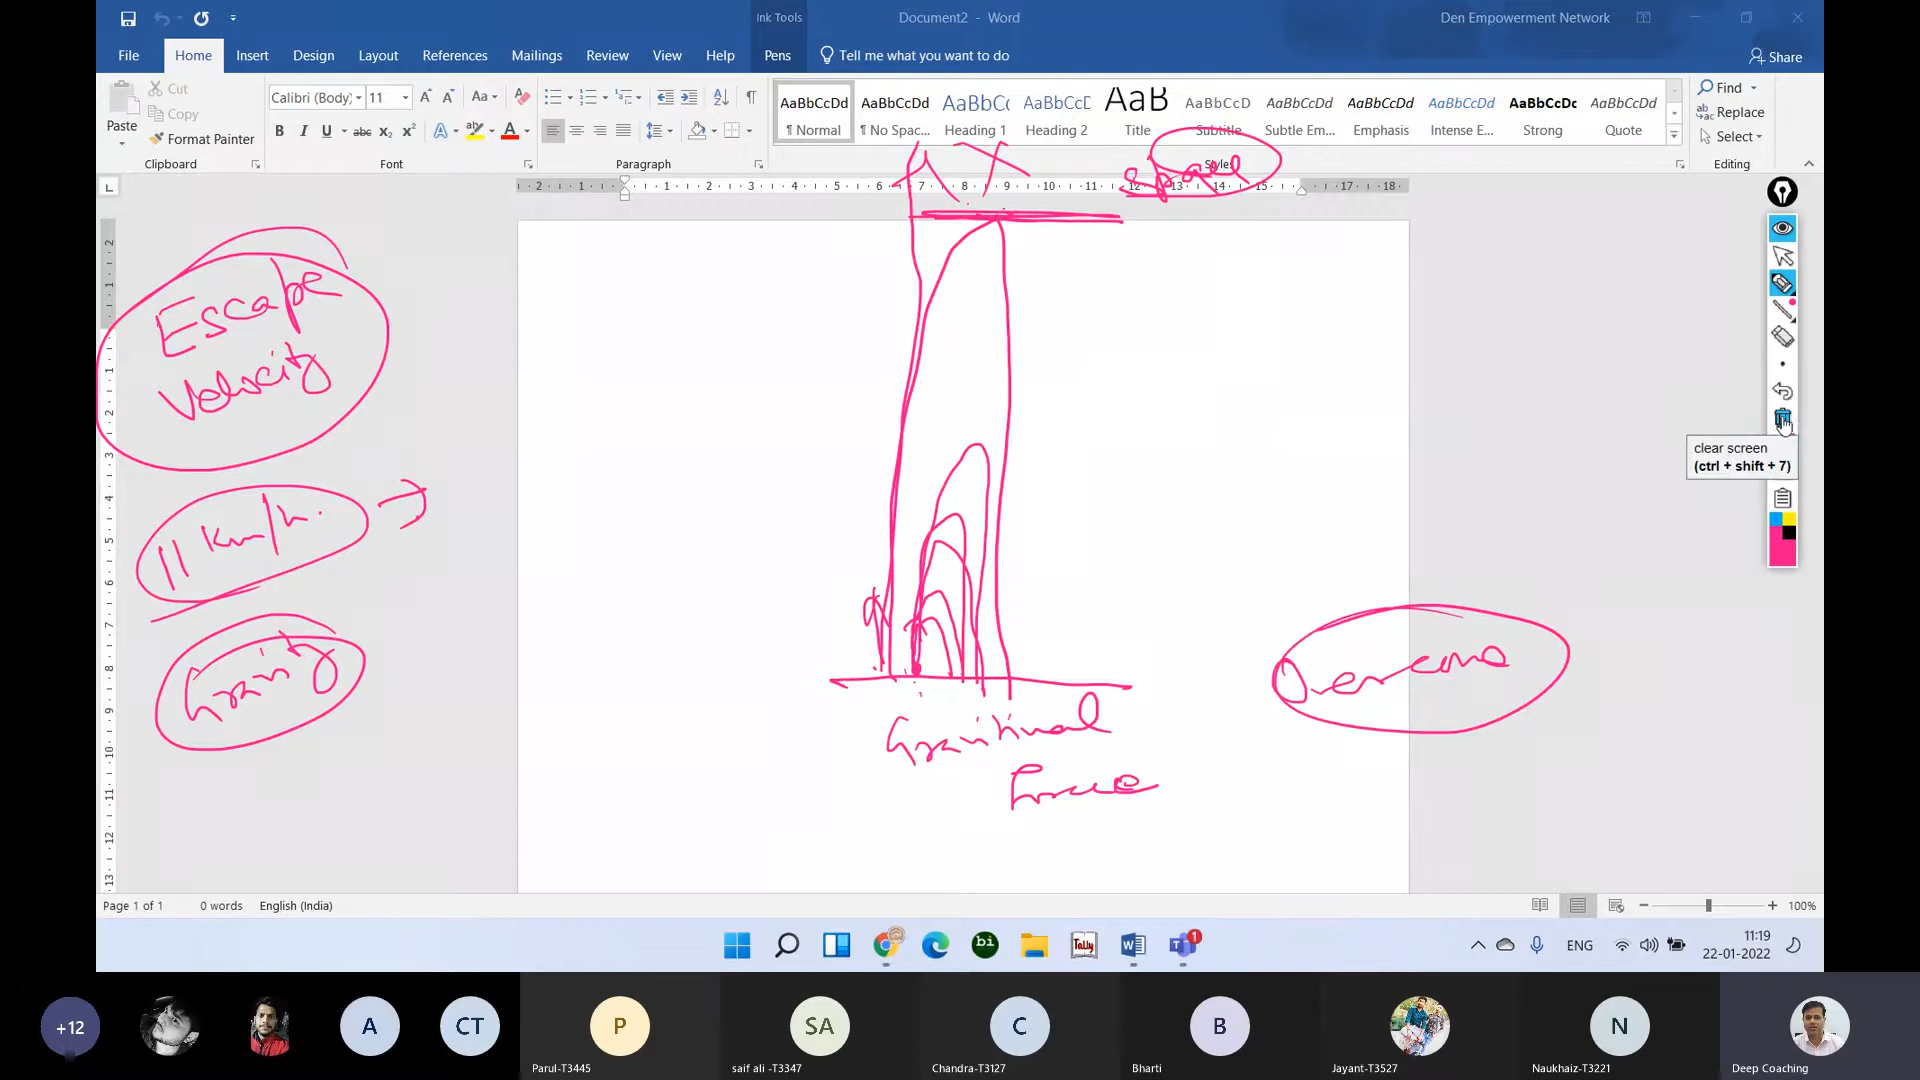 Ink Tools
Document2 - Word
Den Empowerment Network
File
Home
Insert
Design
Layout
References
Mailings
Review
View
Help
Pens
Tell me what you want to do
Share
Paste
Cut
Copy
Format Painter
Clipboard
Calibri (Body) 11
Font
Paragraph
AaBbCcDd ¶ Normal
AaBbCcDd ¶ No Spac...
AaBbCc Heading 1
AaBbCcD Heading 2
AaB Title
AaBbCcD Subtitle
AaBbCcDd Subtle Em...
AaBbCcDd Emphasis
AaBbCcDd Intense E...
AaBbCcDc Strong
AaBbCcDd Quote
Styles
Find
Replace
Select
Editing
Space
Escape
Velocity
11 Km/h.
Gravity
Gravitinal
Force
Overcome
clear screen
(ctrl + shift + 7)
Page 1 of 1
0 words
English (India)
100%
bi
Tally
1
ENG
11:19
22-01-2022
+12
A
CT
P
SA
C
B
N
Parul-T3445
saif ali -T3347
Chandra-T3127
Bharti
Jayant-T3527
Naukhaiz-T3221
Deep Coaching